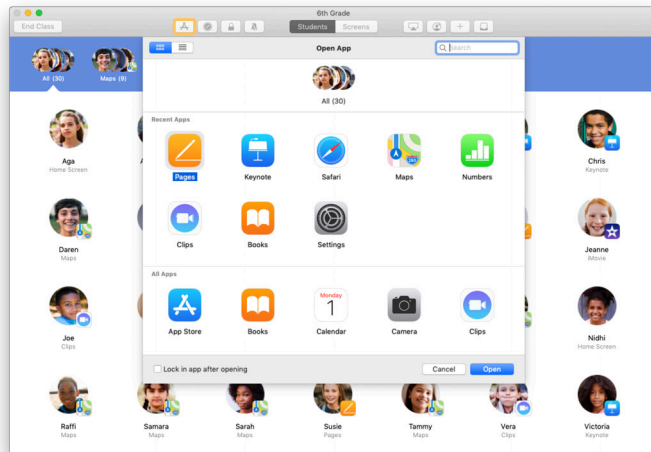 6th Grade
End Class
Students
Screens
Open App
Search
All (30)
Maps (9)
All (30)
Recent Apps
Pages
Keynote
Safari
Maps
Numbers
Clips
Books
Settings
All Apps
App Store
Books
Monday
1
Calendar
Camera
Clips
Lock in app after opening
Cancel
Open
Aga
Home Screen
A
Chris
Keynote
Daren
Maps
Jeanne
iMovie
Joe
Clips
Nidhi
Home Screen
Raffi
Maps
Samara
Maps
Sarah
Maps
Susie
Pages
Tammy
Maps
Vera
Clips
Victoria
Keynote